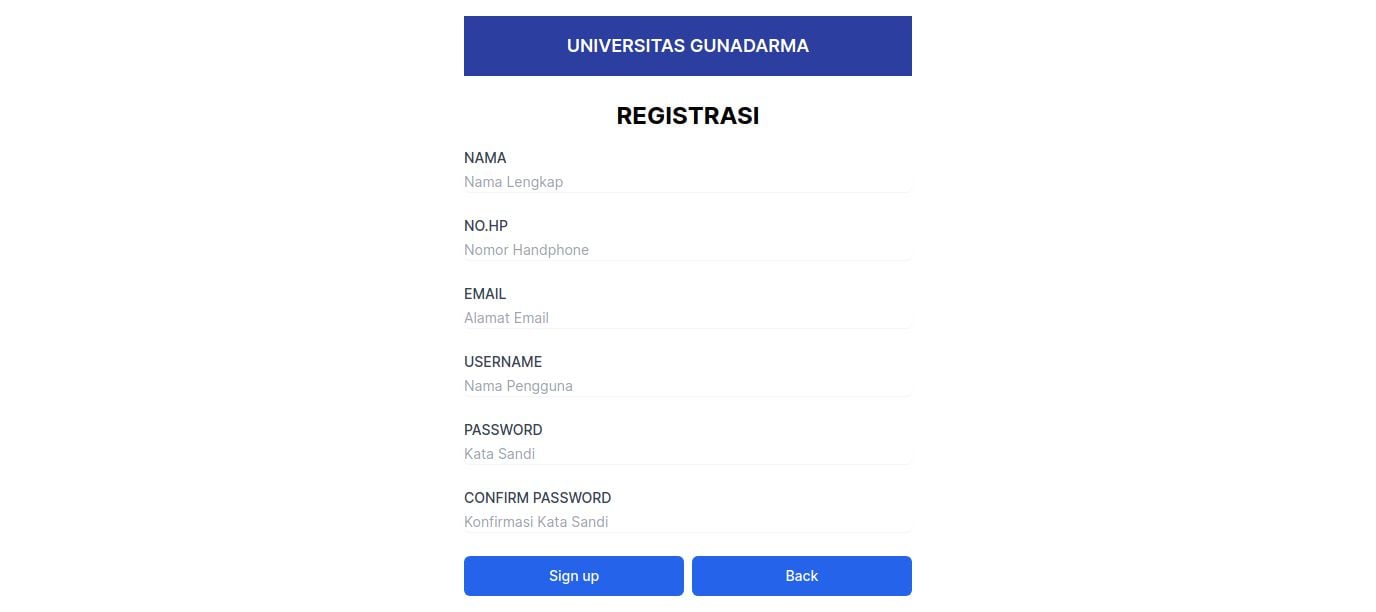 UNIVERSITAS GUNADARMA
REGISTRASI
NAMA
Nama Lengkap
NO.HP
Nomor Handphone
EMAIL
Alamat Email
USERNAME
Nama Pengguna
PASSWORD
Kata Sandi
CONFIRM PASSWORD
Konfirmasi Kata Sandi
Sign up Back